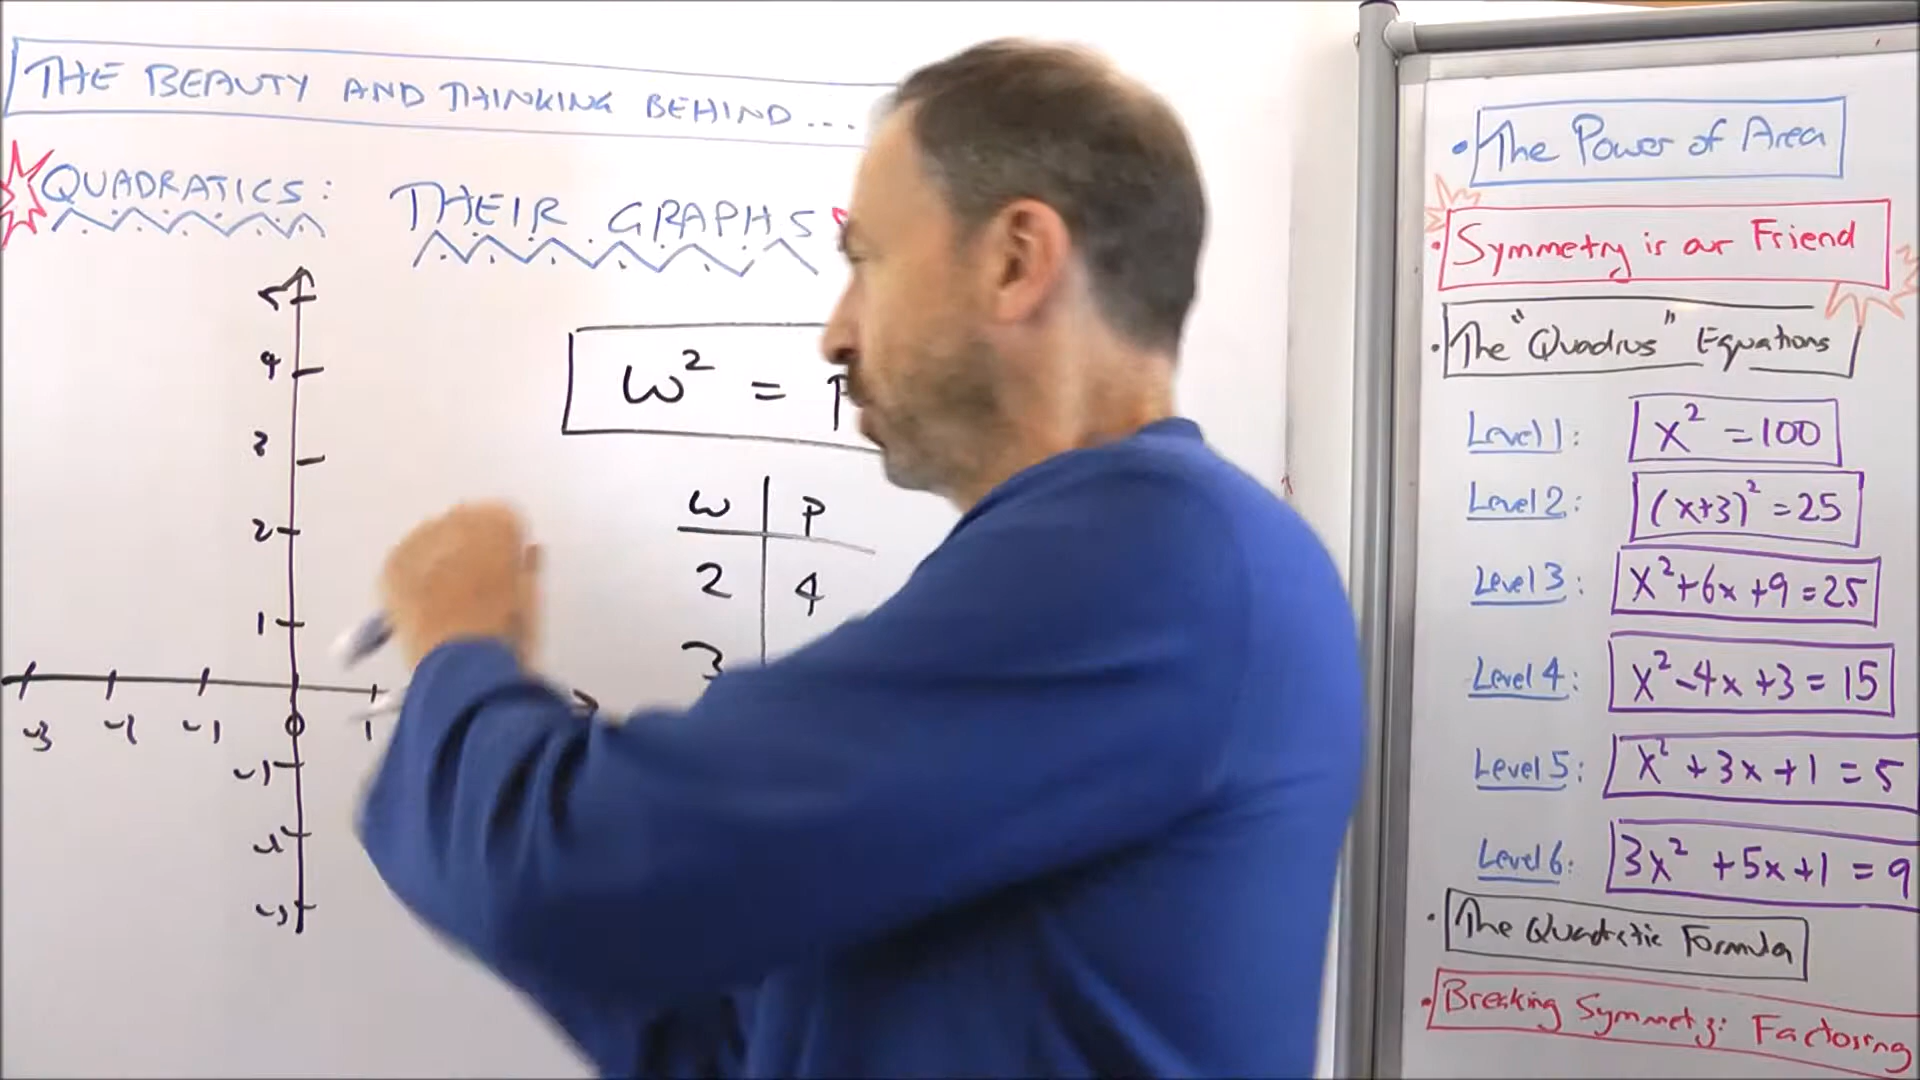 THE BEAUTY AND THINKING BEHIND...
QUADRATICS: THEIR GRAPHS
4
3
2
1
-3 -2 -1 0 1
-1
-2
-3
w² = p
w p
2 4
3
• The Power of Area
• Symmetry is our Friend
• The "Quadrus" Equations
Level 1: x² = 100
Level 2: (x+3)² = 25
Level 3: x²+6x+9=25
Level 4: x²-4x+3=15
Level 5: x²+3x+1=5
Level 6: 3x²+5x+1=9
• The Quadratic Formula
• Breaking Symmetry: Factoring